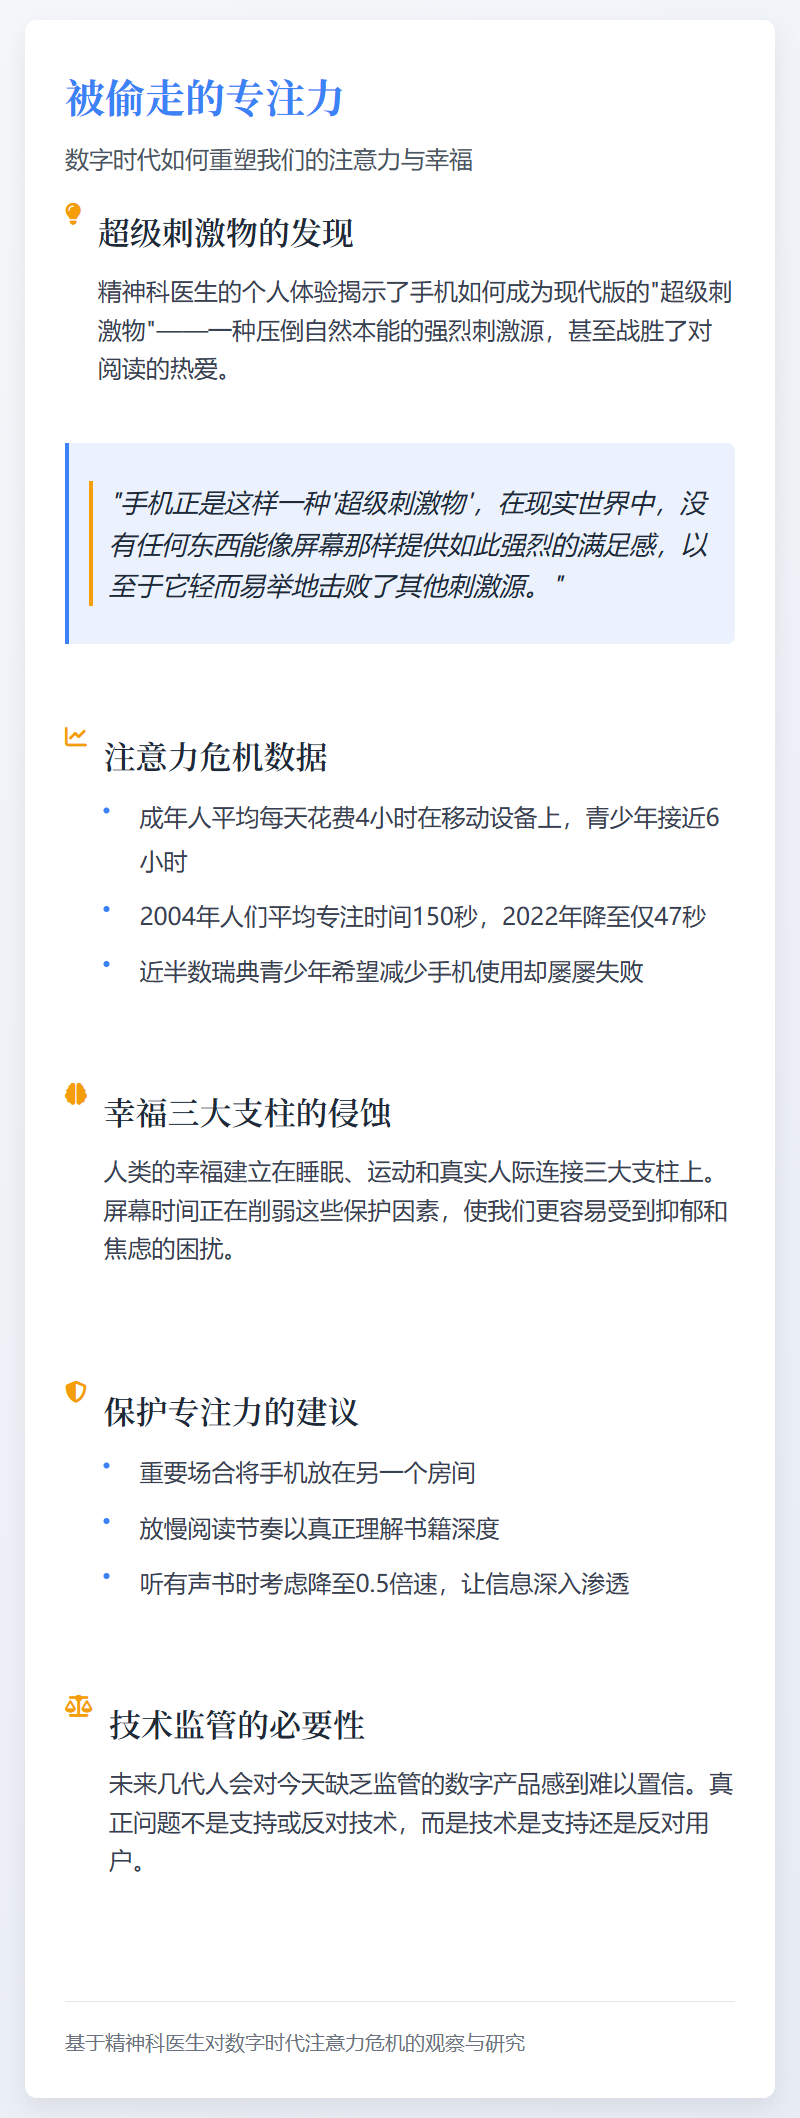 被偷走的专注力
数字时代如何重塑我们的注意力与幸福
超级刺激物的发现
精神科医生的个人体验揭示了手机如何成为现代版的"超级刺
激物"——一种压倒自然本能的强烈刺激源，甚至战胜了对
阅读的热爱。
"手机正是这样一种'超级刺激物'，在现实世界中，没
有任何东西能像屏幕那样提供如此强烈的满足感，以
至于它轻而易举地击败了其他刺激源。"
注意力危机数据
• 成年人平均每天花费4小时在移动设备上，青少年接近6
小时
• 2004年人们平均专注时间150秒，2022年降至仅47秒
• 近半数瑞典青少年希望减少手机使用却屡屡失败
幸福三大支柱的侵蚀
人类的幸福建立在睡眠、运动和真实人际连接三大支柱上。
屏幕时间正在削弱这些保护因素，使我们更容易受到抑郁和
焦虑的困扰。
保护专注力的建议
• 重要场合将手机放在另一个房间
• 放慢阅读节奏以真正理解书籍深度
• 听有声书时考虑降至0.5倍速，让信息深入渗透
技术监管的必要性
未来几代人会对今天缺乏监管的数字产品感到难以置信。真
正问题不是支持或反对技术，而是技术是支持还是反对用
户。
基于精神科医生对数字时代注意力危机的观察与研究